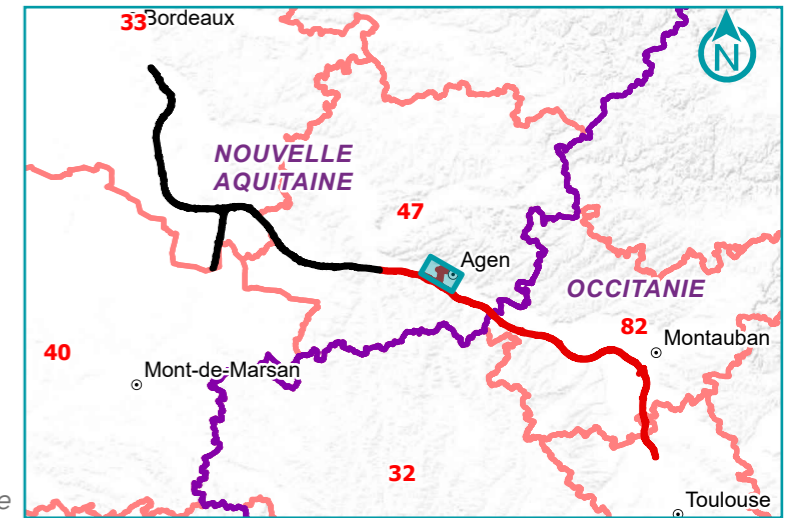 33
Bordeaux
N
NOUVELLE
AQUITAINE
47
Agen
OCCITANIE
82
Montauban
40
Mont-de-Marsan
32
e
Toulouse